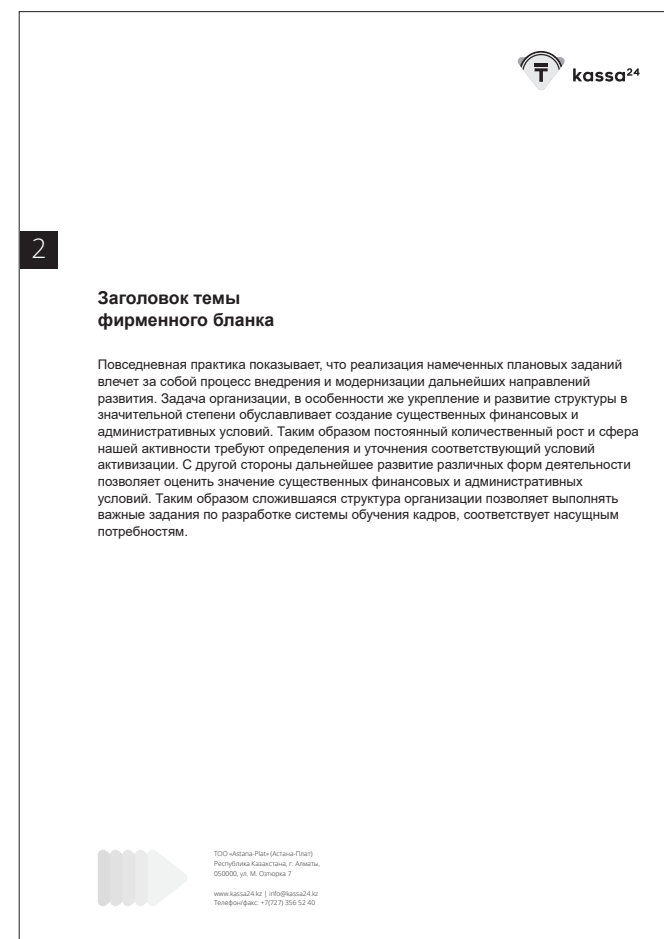 ₸ kassa24
2
Заголовок темы
фирменного бланка
Повседневная практика показывает, что реализация намеченных плановых заданий
влечет за собой процесс внедрения и модернизации дальнейших направлений
развития. Задача организации, в особенности же укрепление и развитие структуры в
значительной степени обуславливает создание существенных финансовых и
административных условий. Таким образом постоянный количественный рост и сфера
нашей активности требуют определения и уточнения соответствующий условий
активизации. С другой стороны дальнейшее развитие различных форм деятельности
позволяет оценить значение существенных финансовых и административных
условий. Таким образом сложившаяся структура организации позволяет выполнять
важные задания по разработке системы обучения кадров, соответствует насущным
потребностям.
ТОО «Astana-Plat» (Астана-Плат)
Республика Казахстана, г. Алматы,
050000, ул. М. Озтюрка 7
www.kassa24.kz | info@kassa24.kz
Телефон/факс: +7(727) 356 52 40